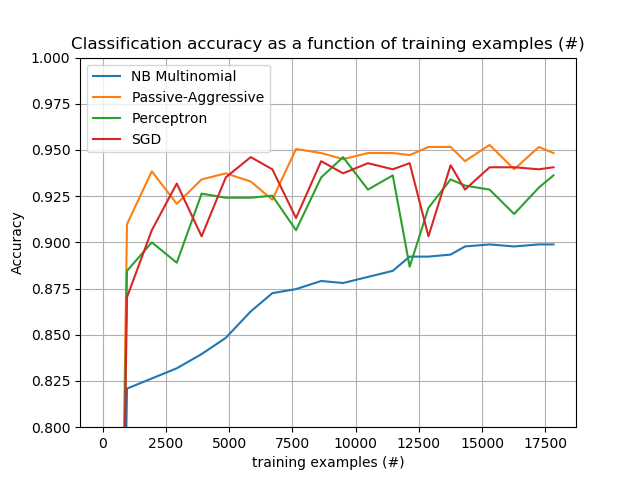 Classification accuracy as a function of training examples (#)
1.000
0.975
0.950
0.925
0.900
0.875
0.850
0.825
0.800
Accuracy
NB Multinomial
Passive-Aggressive
Perceptron
SGD
0 2500 5000 7500 10000 12500 15000 17500
training examples (#)